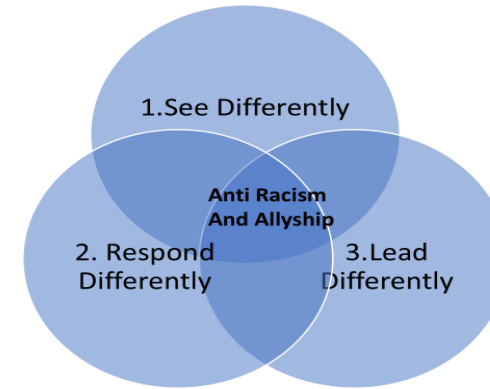 1.See Differently
Anti Racism
And Allyship
2. Respond
Differently
3.Lead
Differently